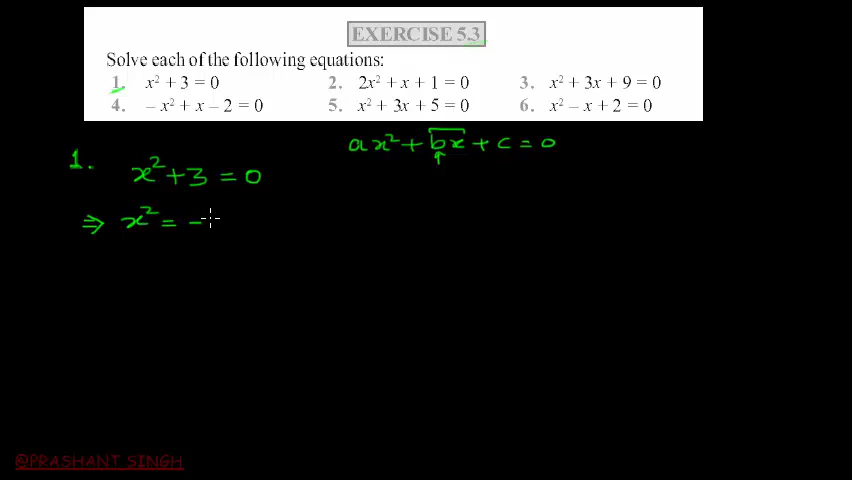 EXERCISE 5.3
Solve each of the following equations:
1. x² + 3 = 0 2. 2x² + x + 1 = 0 3. x² + 3x + 9 = 0
4. – x² + x – 2 = 0 5. x² + 3x + 5 = 0 6. x² – x + 2 = 0
ax² + bx + c = 0
1. x² + 3 = 0
⇒ x² = -
@PRASHANT SINGH